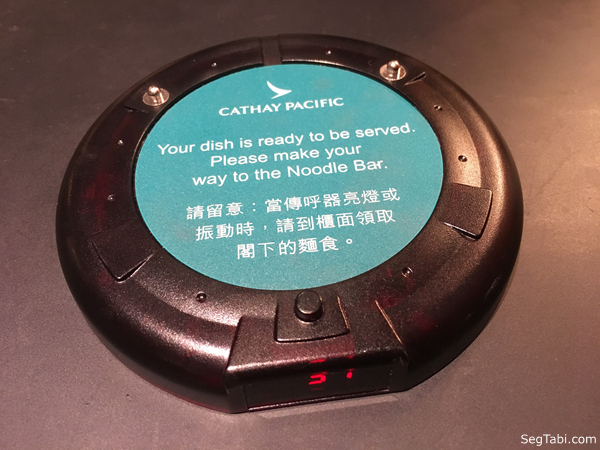 CATHAY PACIFIC
Your dish is ready to be served.
Please make your
way to the Noodle Bar.
請留意：當傳呼器亮燈或
振動時，請到櫃面領取
閣下的麵食。
SegTabi.com